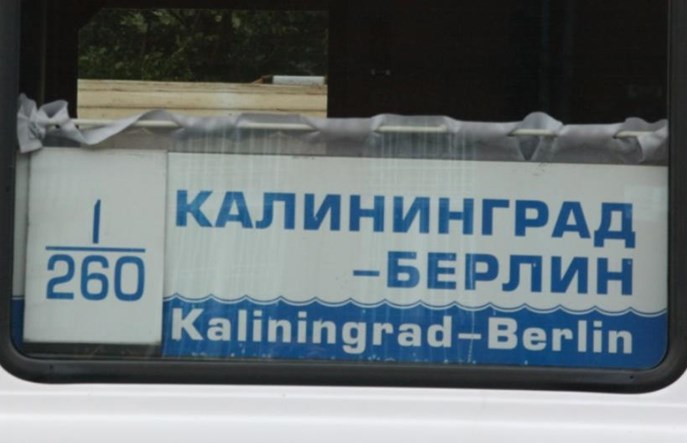 1
260
КАЛИНИНГРАД
-БЕРЛИН
Kaliningrad-Berlin